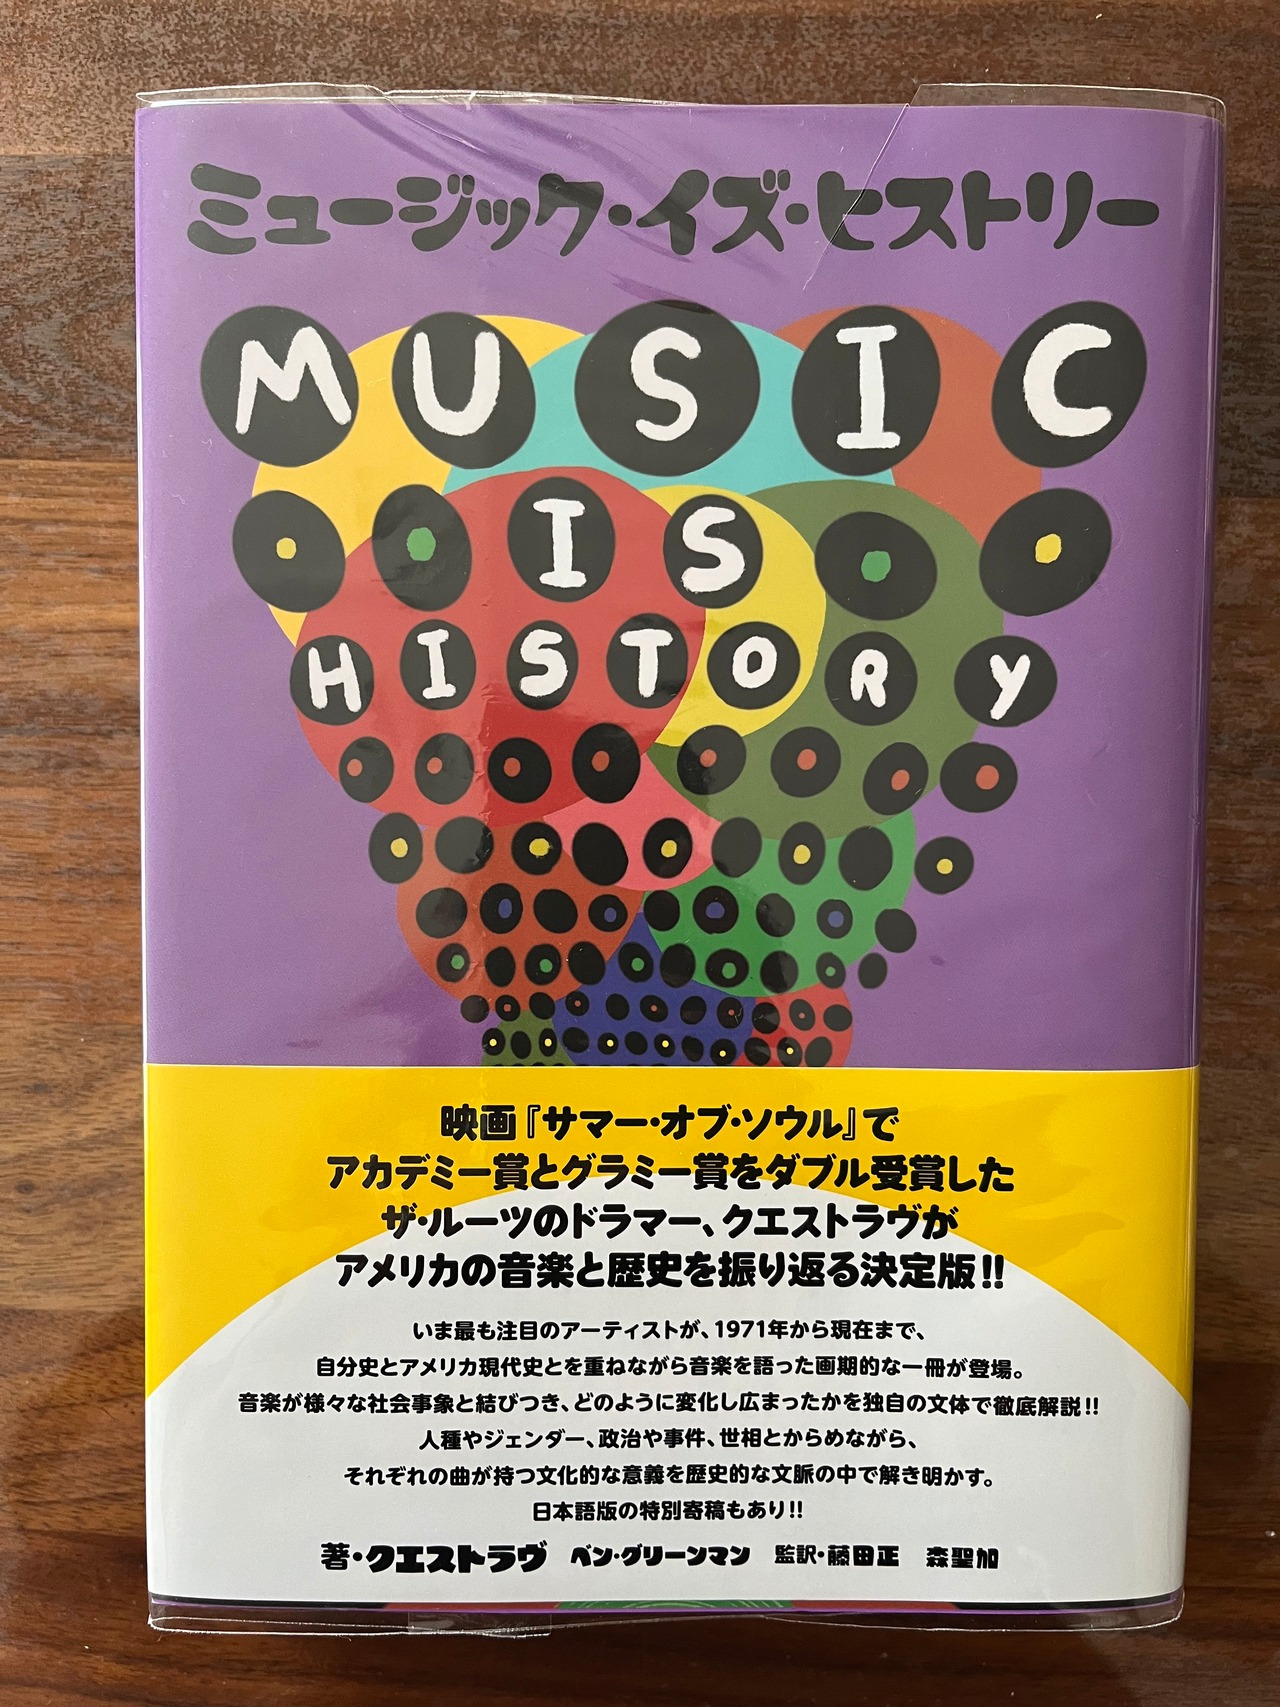 ミュージック・イズ・ヒストリー
MUSIC
IS
HISTORY
映画『サマー・オブ・ソウル』で
アカデミー賞とグラミー賞をダブル受賞した
ザ・ルーツのドラマー、クエストラヴが
アメリカの音楽と歴史を振り返る決定版!!
いま最も注目のアーティストが、1971年から現在まで、
自分史とアメリカ現代史とを重ねながら音楽を語った画期的な一冊が登場。
音楽が様々な社会事象と結びつき、どのように変化し広まったかを独自の文体で徹底解説!!
人種やジェンダー、政治や事件、世相とからめながら、
それぞれの曲が持つ文化的な意義を歴史的な文脈の中で解き明かす。
日本語版の特別寄稿もあり!!
著・クエストラヴ ベン・グリーンマン 監訳・藤田正 森聖加